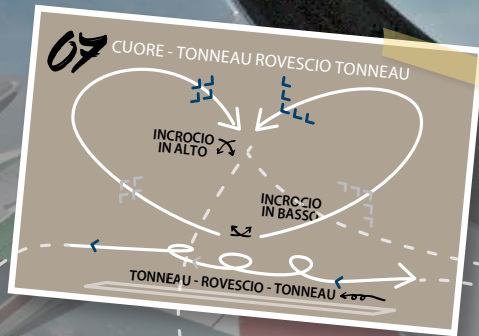 07
CUORE - TONNEAU ROVESCIO TONNEAU
INCROCIO
IN ALTO
INCROCIO
IN BASSO
TONNEAU - ROVESCIO - TONNEAU